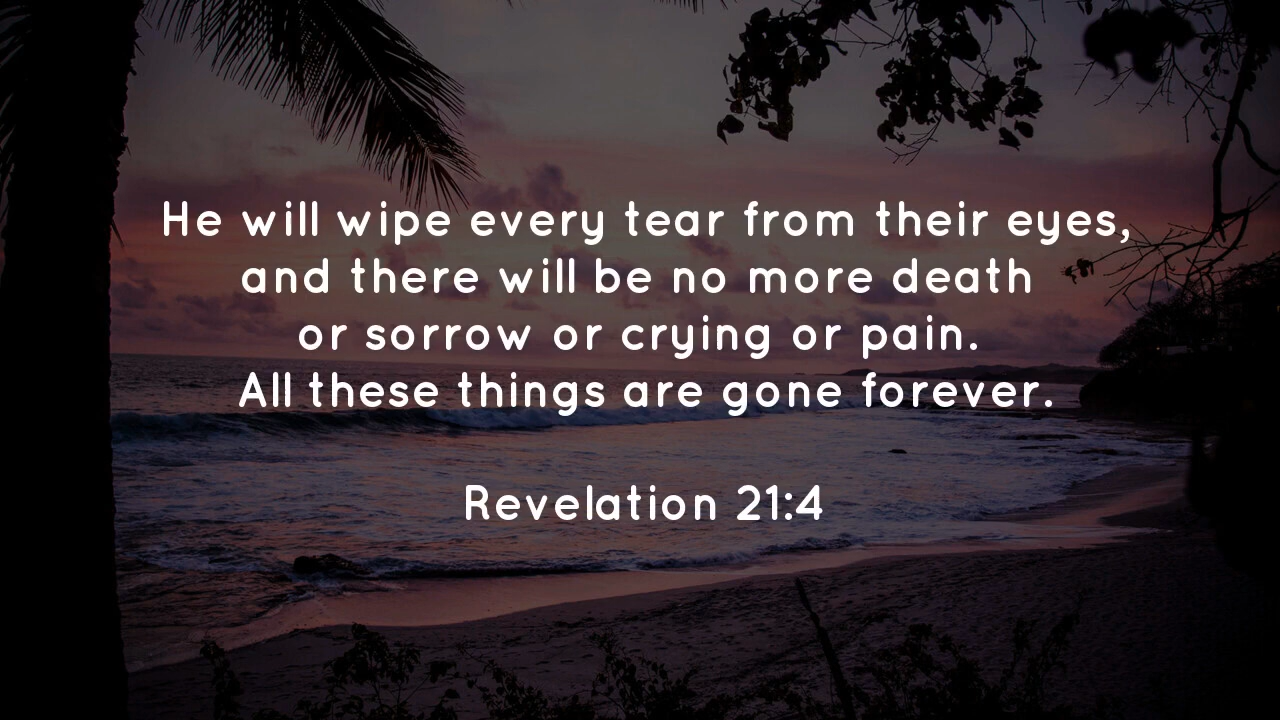 He will wipe every tear from their eyes,
and there will be no more death
or sorrow or crying or pain.
All these things are gone forever.
Revelation 21:4